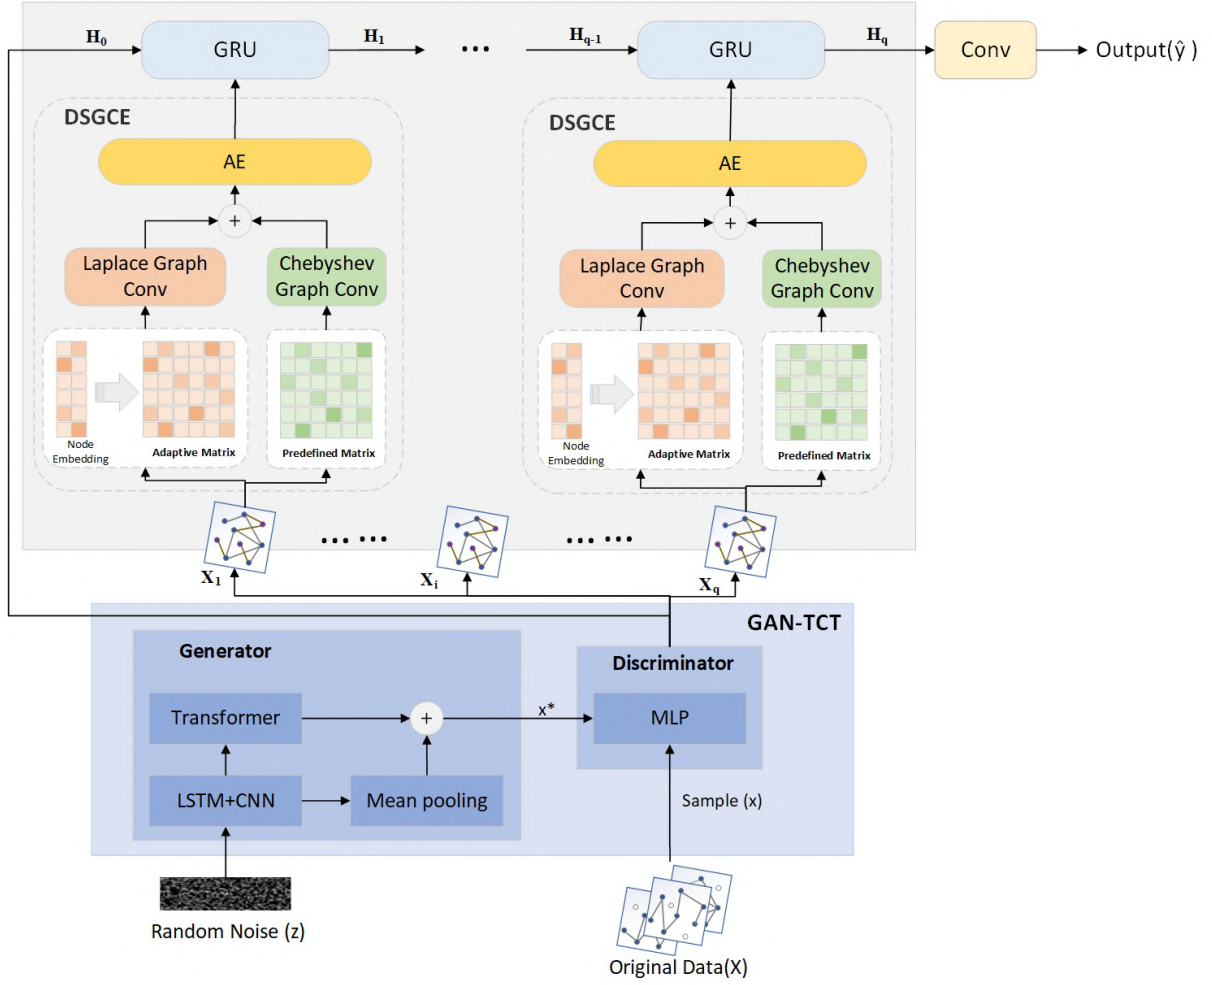 H0
GRU
H1
...
Hq-1
GRU
Hq
Conv
Output(ŷ )
DSGCE
AE
+
Laplace Graph
Conv
Chebyshev
Graph Conv
Node
Embedding
Adaptive Matrix
Predefined Matrix
DSGCE
AE
+
Laplace Graph
Conv
Chebyshev
Graph Conv
Node
Embedding
Adaptive Matrix
Predefined Matrix
... ...
... ...
X1
Xi
Xq
GAN-TCT
Generator
Transformer
+
LSTM+CNN
Mean pooling
x*
Discriminator
MLP
Sample (x)
Random Noise (z)
Original Data(X)